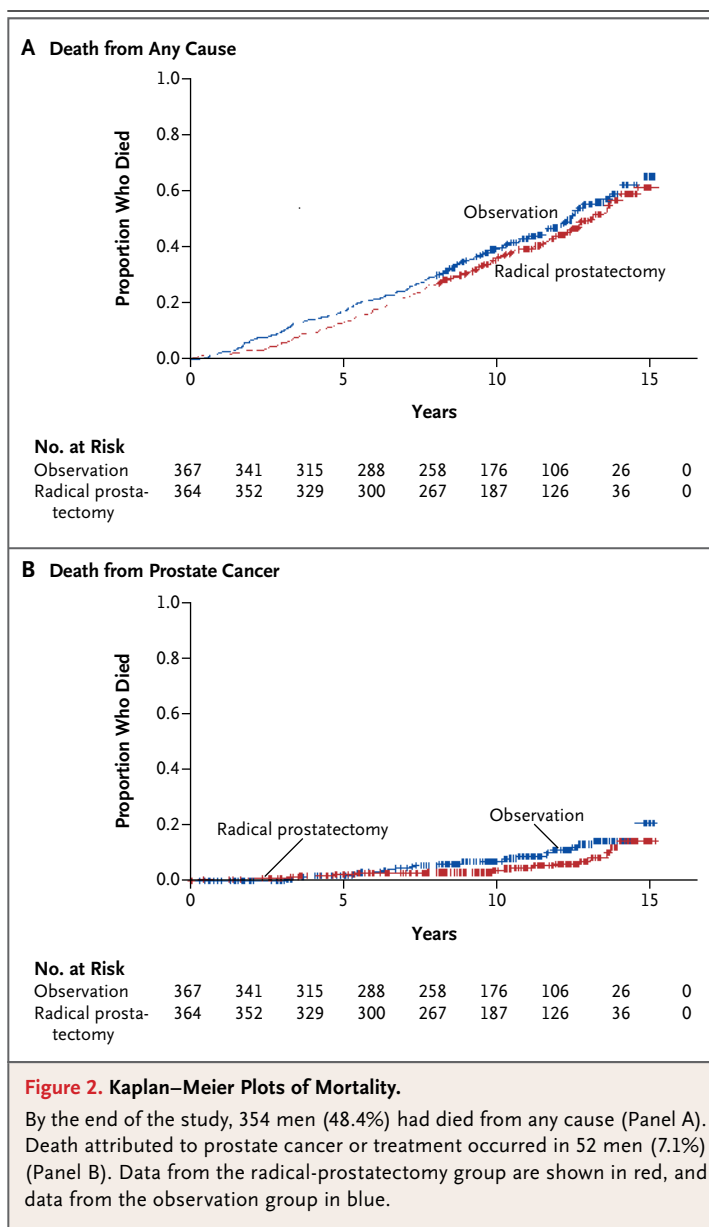 A Death from Any Cause
1.0
0.8
0.6
0.4
0.2
0.0
Proportion Who Died
Observation
Radical prostatectomy
0 5 10 15
Years
No. at Risk
Observation 367 341 315 288 258 176 106 26 0
Radical prosta- 364 352 329 300 267 187 126 36 0
tectomy
B Death from Prostate Cancer
1.0
0.8
0.6
0.4
0.2
0.0
Proportion Who Died
Radical prostatectomy
Observation
0 5 10 15
Years
No. at Risk
Observation 367 341 315 288 258 176 106 26 0
Radical prosta- 364 352 329 300 267 187 126 36 0
tectomy
Figure 2. Kaplan–Meier Plots of Mortality.
By the end of the study, 354 men (48.4%) had died from any cause (Panel A).
Death attributed to prostate cancer or treatment occurred in 52 men (7.1%)
(Panel B). Data from the radical-prostatectomy group are shown in red, and
data from the observation group in blue.